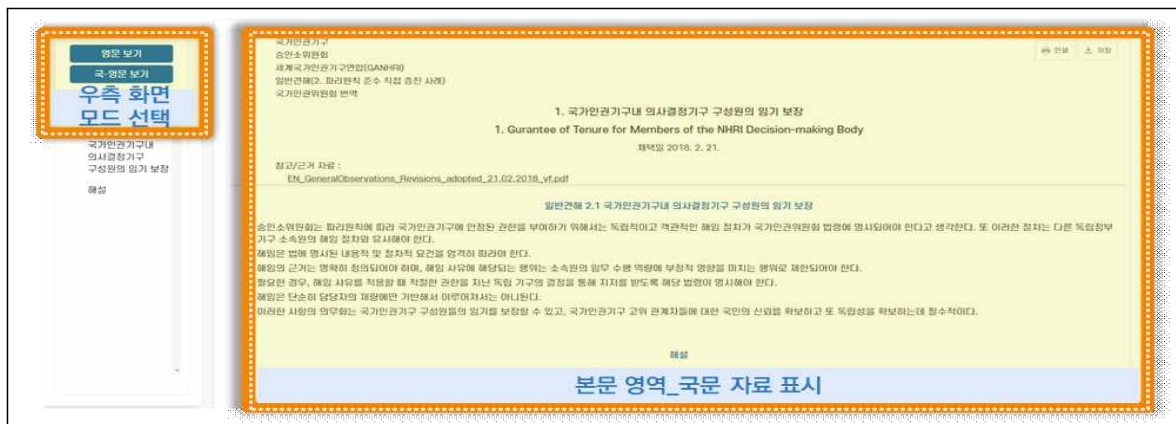 영문 보기
국-영문 보기
우측 화면
모드 선택
국가인권기구내
의사결정기구
구성원의 임기 보장
해설
국가인권기구
승인소위원회
세계국가인권기구연합(GANHRI)
일반견해(2. 파리원칙 준수 직접 증진 사례)
국가인권위원회 번역
인쇄
저장
1. 국가인권기구내 의사결정기구 구성원의 임기 보장
1. Gurantee of Tenure for Members of the NHRI Decision-making Body
채택일 2018. 2. 21.
참고/근거 자료 :
EN_GeneralObservations_Revisions_adopted_21.02.2018_vf.pdf
일반견해 2.1 국가인권기구내 의사결정기구 구성원의 임기 보장
승인소위원회는 파리원칙에 따라 국가인권기구에 안정된 권한을 부여하기 위해서는 독립적이고 객관적인 해임 절차가 국가인권위원회 법령에 명시되어야 한다고 생각한다. 또 이러한 절차는 다른 독립정부
기구 소속원의 해임 절차와 유사해야 한다.
해임은 법에 명시된 내용적 및 절차적 요건을 엄격히 따라야 한다.
해임의 근거는 명확히 정의되어야 하며, 해임 사유에 해당되는 행위는 소속원의 임무 수행 역량에 부정적 영향을 미치는 행위로 제한되어야 한다.
필요한 경우, 해임 사유를 적용할 때 적절한 권한을 지닌 독립 기구의 결정을 통해 지지를 받도록 해당 법령이 명시해야 한다.
해임은 단순히 담당자의 재량에만 기반해서 이루어져서는 아니된다.
이러한 사항의 의무화는 국가인권기구 구성원들의 임기를 보장할 수 있고, 국가인권기구 고위 관계자들에 대한 국민의 신뢰를 확보하고 또 독립성을 확보하는데 필수적이다.
해설
본문 영역_국문 자료 표시